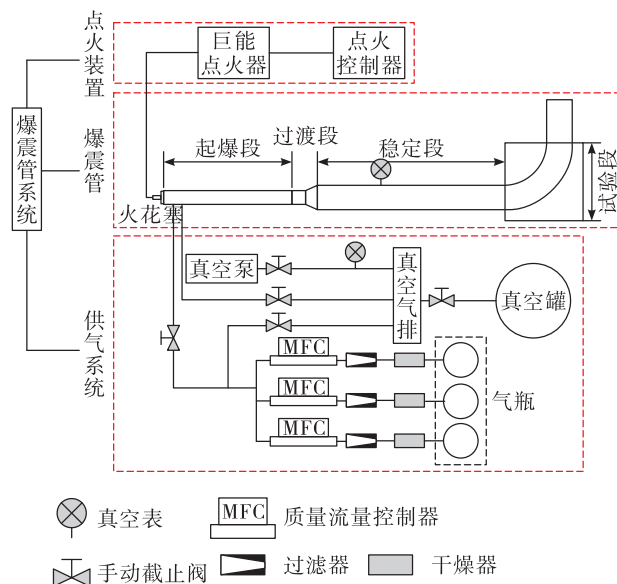 点火装置
巨能
点火器
点火
控制器
爆震管系统
爆震管
起爆段
过渡段
稳定段
试验段
火花塞
供气系统
真空泵
真空气排
真空罐
MFC
MFC
MFC
气瓶
真空表
MFC
质量流量控制器
手动截止阀
过滤器
干燥器